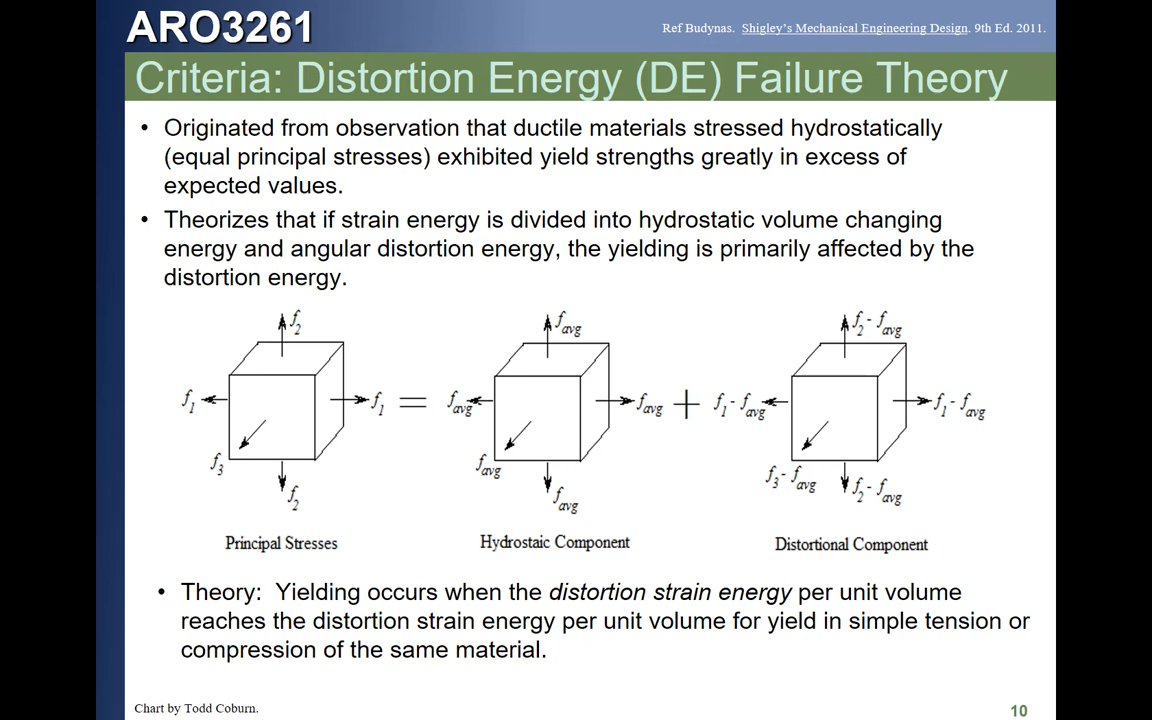 ARO3261
Ref Budynas. Shigley's Mechanical Engineering Design. 9th Ed. 2011.
Criteria: Distortion Energy (DE) Failure Theory
• Originated from observation that ductile materials stressed hydrostatically
(equal principal stresses) exhibited yield strengths greatly in excess of
expected values.
• Theorizes that if strain energy is divided into hydrostatic volume changing
energy and angular distortion energy, the yielding is primarily affected by the
distortion energy.
f2
f1
f1
f3
f2
Principal Stresses
=
favg
favg
favg
favg
favg
Hydrostaic Component
+
f2 - favg
f1 - favg
f1 - favg
f3 - favg
f2 - favg
Distortional Component
• Theory: Yielding occurs when the distortion strain energy per unit volume
reaches the distortion strain energy per unit volume for yield in simple tension or
compression of the same material.
Chart by Todd Coburn.
10